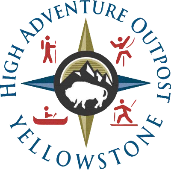 HIGH ADVENTURE OUTPOST
YELLOWSTONE